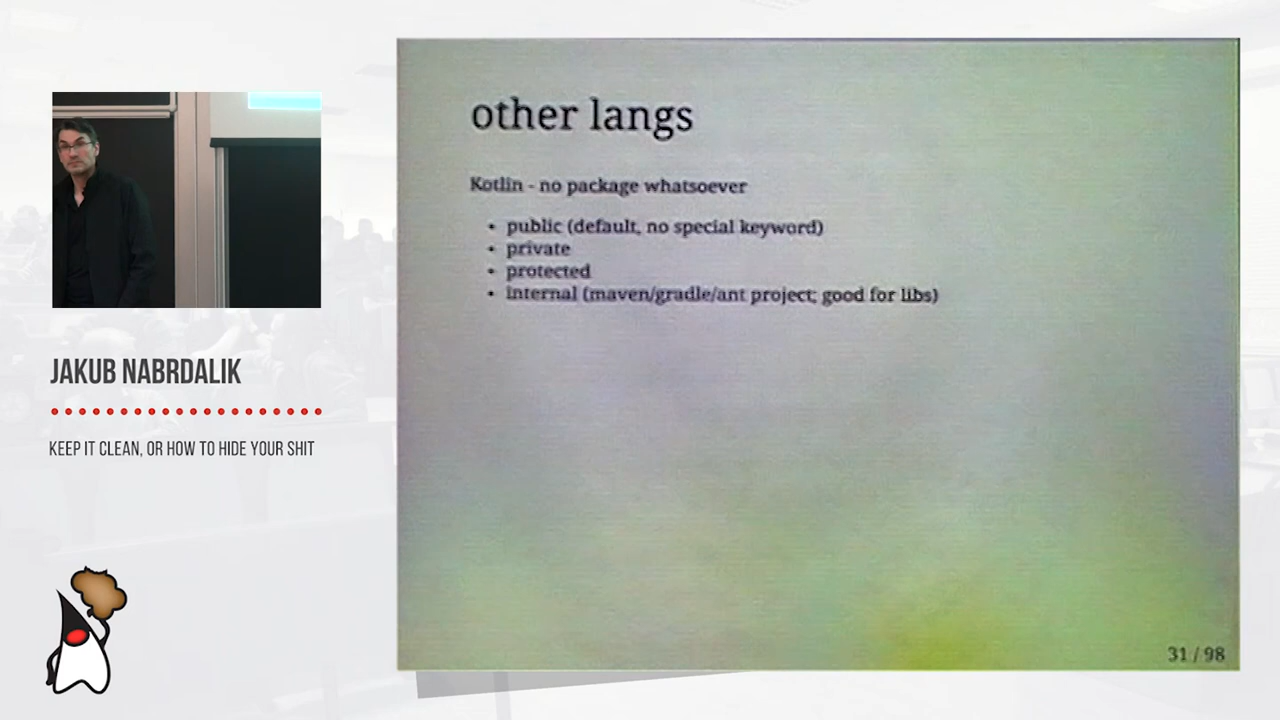 other langs
Kotlin - no package whatsoever
• public (default, no special keyword)
• private
• protected
• internal (maven/gradle/ant project; good for libs)
31 / 98
JAKUB NABRDALIK
KEEP IT CLEAN, OR HOW TO HIDE YOUR SHIT